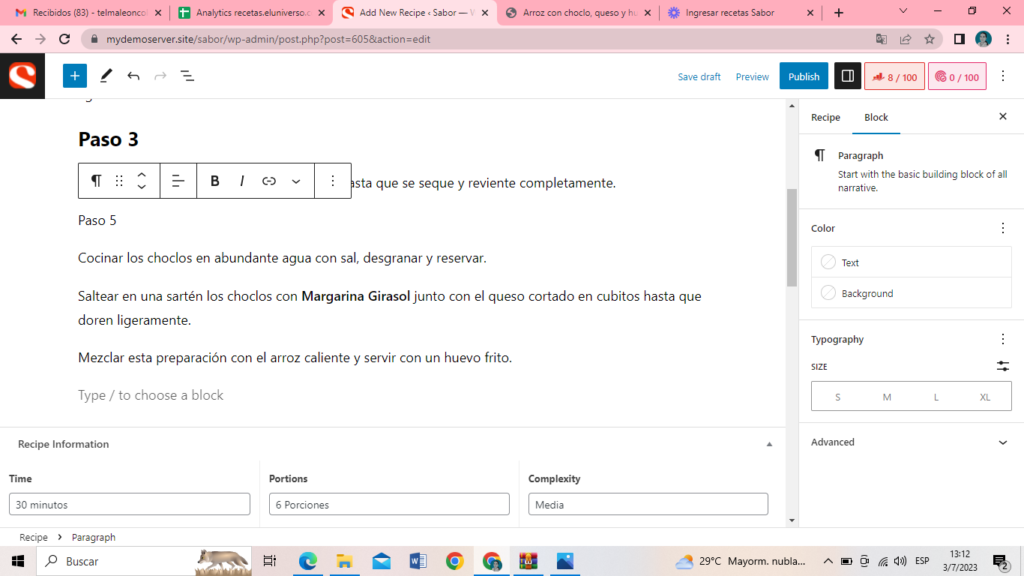 Recibidos (83) - telmaleonco
Analytics recetas.eluniverso.c
Add New Recipe ‹ Sabor —
Arroz con choclo, queso y hu
Ingresar recetas Sabor
mydemoserver.site/sabor/wp-admin/post.php?post=605&action=edit
Save draft
Preview
Publish
8 / 100
0 / 100
Paso 3
B I
asta que se seque y reviente completamente.
Paso 5
Cocinar los choclos en abundante agua con sal, desgranar y reservar.
Saltear en una sartén los choclos con Margarina Girasol junto con el queso cortado en cubitos hasta que
doren ligeramente.
Mezclar esta preparación con el arroz caliente y servir con un huevo frito.
Type / to choose a block
Recipe Information
Time
Portions
Complexity
30 minutos
6 Porciones
Media
Recipe
Block
Paragraph
Start with the basic building block of all
narrative.
Color
Text
Background
Typography
SIZE
S M L XL
Advanced
Recipe
Paragraph
Buscar
29°C Mayorm. nubla...
ESP
13:12
3/7/2023
2